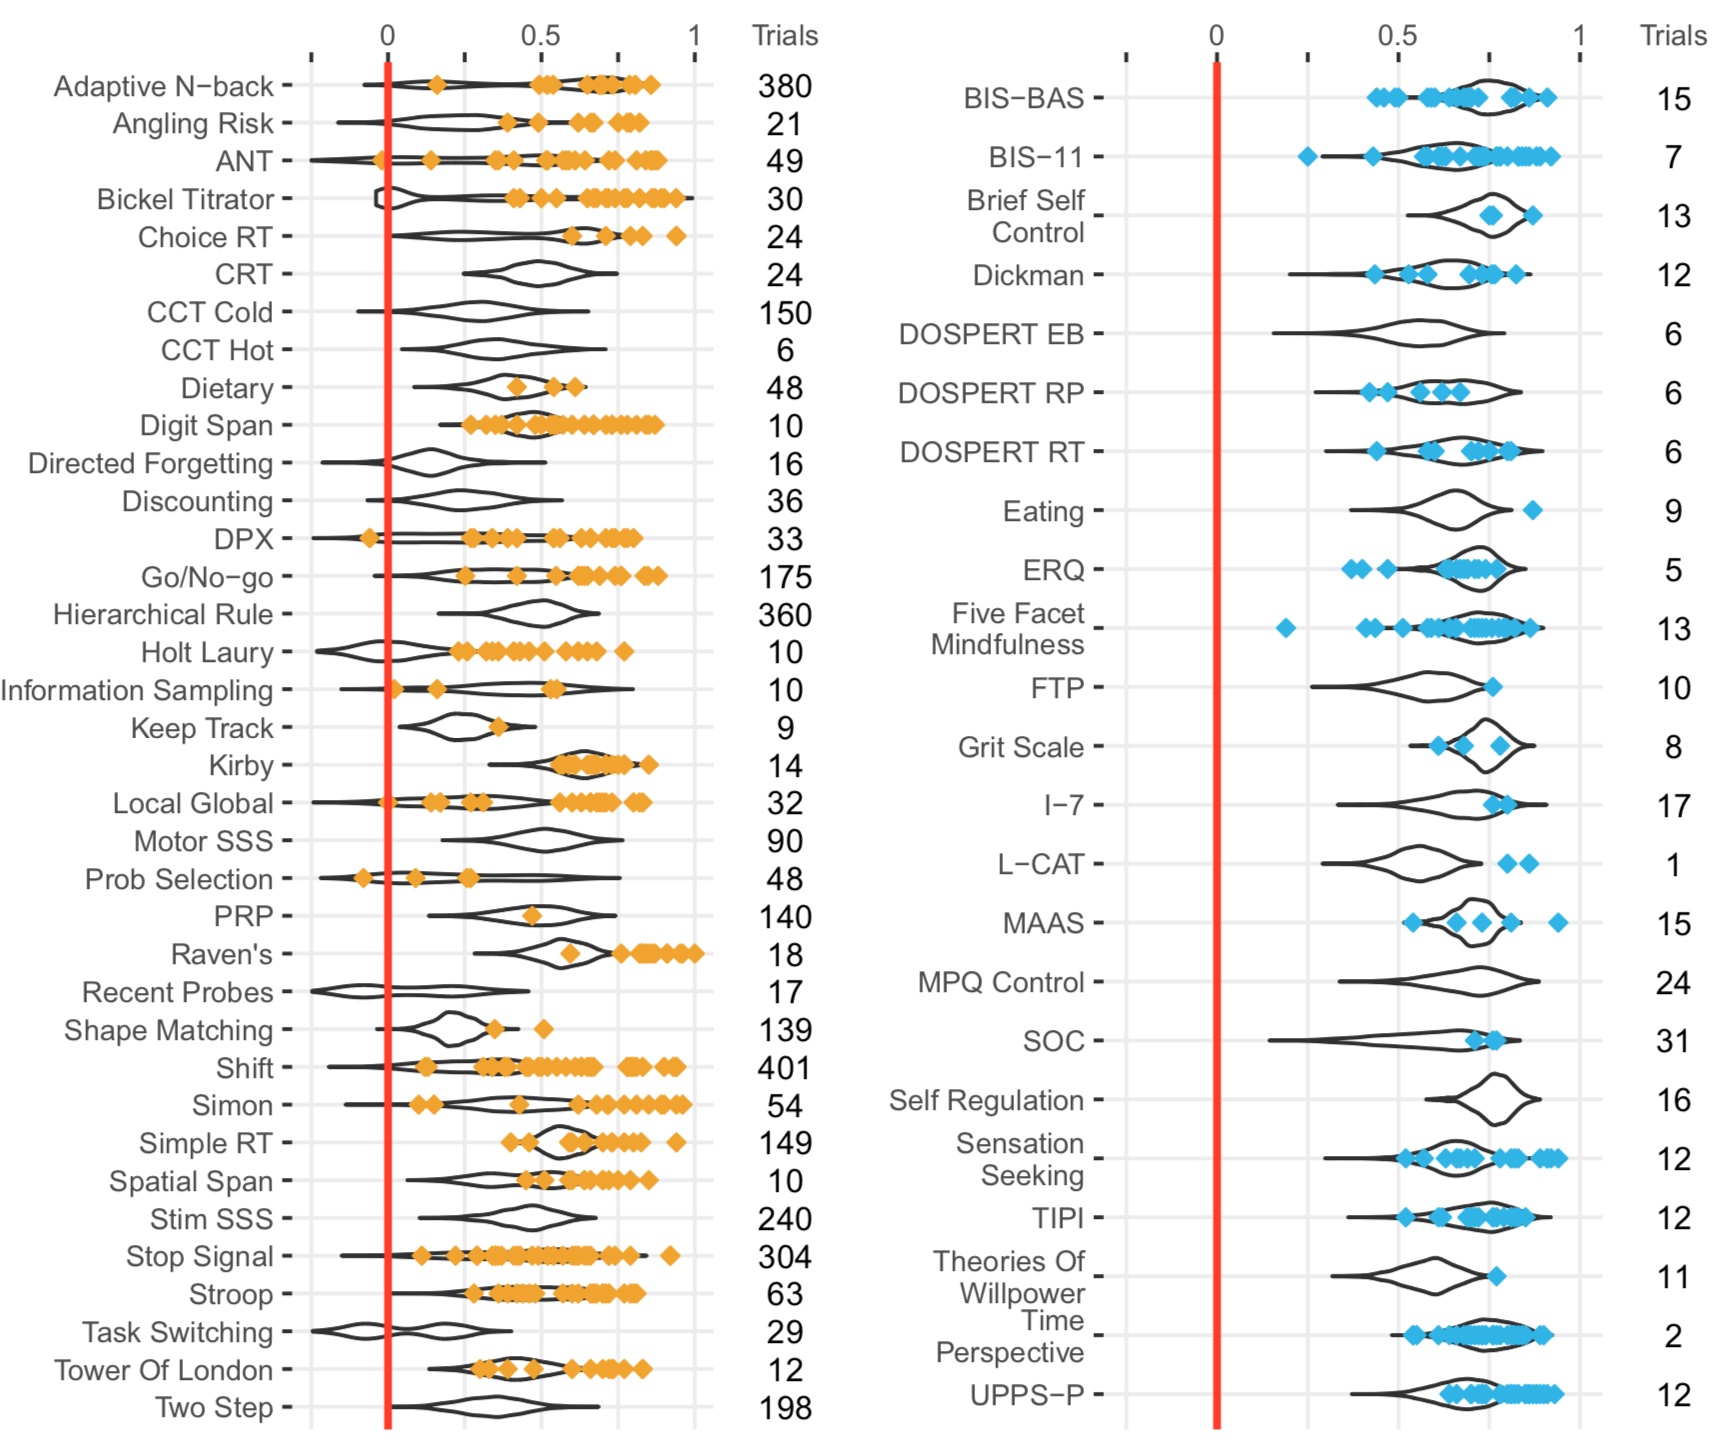 0 0.5 1 Trials
Adaptive N−back 380
Angling Risk 21
ANT 49
Bickel Titrator 30
Choice RT 24
CRT 24
CCT Cold 150
CCT Hot 6
Dietary 48
Digit Span 10
Directed Forgetting 16
Discounting 36
DPX 33
Go/No−go 175
Hierarchical Rule 360
Holt Laury 10
Information Sampling 10
Keep Track 9
Kirby 14
Local Global 32
Motor SSS 90
Prob Selection 48
PRP 140
Raven's 18
Recent Probes 17
Shape Matching 139
Shift 401
Simon 54
Simple RT 149
Spatial Span 10
Stim SSS 240
Stop Signal 304
Stroop 63
Task Switching 29
Tower Of London 12
Two Step 198
0 0.5 1 Trials
BIS−BAS 15
BIS−11 7
Brief Self
Control 13
Dickman 12
DOSPERT EB 6
DOSPERT RP 6
DOSPERT RT 6
Eating 9
ERQ 5
Five Facet
Mindfulness 13
FTP 10
Grit Scale 8
I−7 17
L−CAT 1
MAAS 15
MPQ Control 24
SOC 31
Self Regulation 16
Sensation
Seeking 12
TIPI 12
Theories Of
Willpower 11
Time
Perspective 2
UPPS−P 12